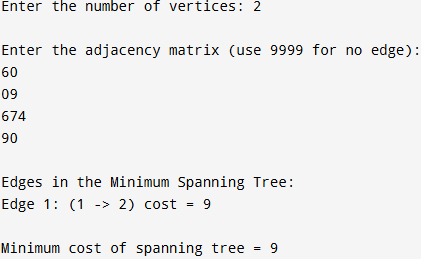 Enter the number of vertices: 2
Enter the adjacency matrix (use 9999 for no edge):
60
09
674
90
Edges in the Minimum Spanning Tree:
Edge 1: (1 -> 2) cost = 9
Minimum cost of spanning tree = 9